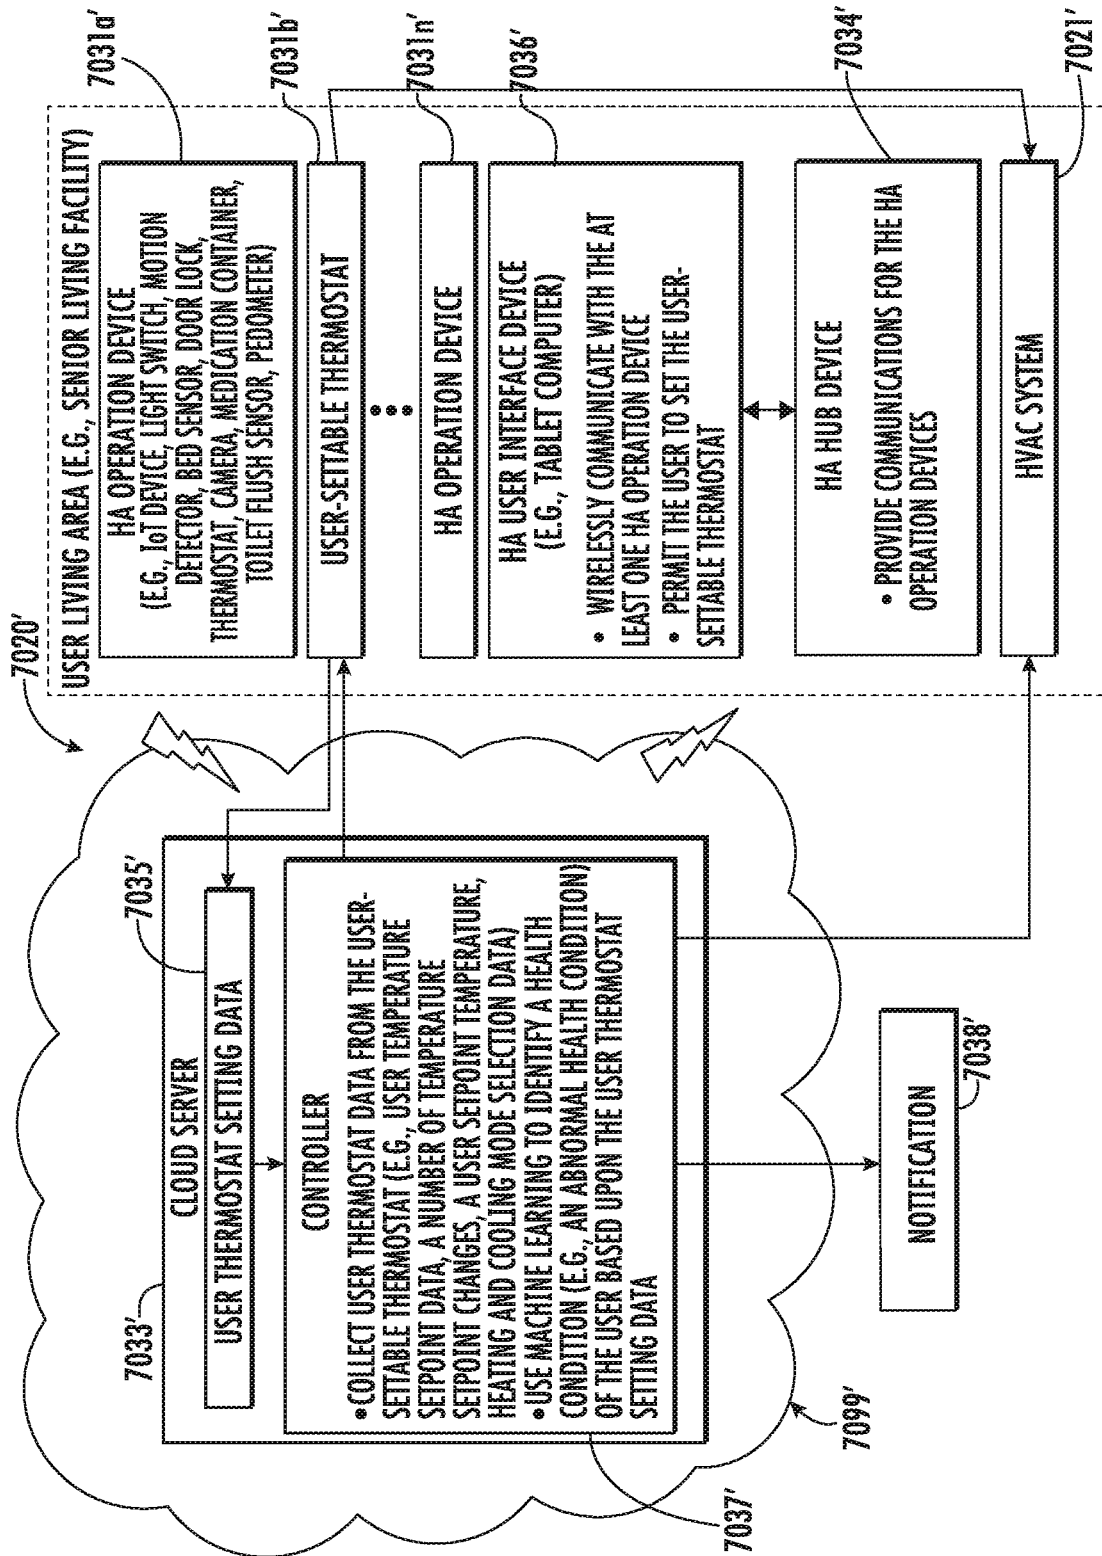 7020'
USER LIVING AREA (E.G., SENIOR LIVING FACILITY)
HA OPERATION DEVICE
(E.G., IoT DEVICE, LIGHT SWITCH, MOTION
DETECTOR, BED SENSOR, DOOR LOCK,
THERMOSTAT, CAMERA, MEDICATION CONTAINER,
TOILET FLUSH SENSOR, PEDOMETER)
7031a'
USER-SETTABLE THERMOSTAT
7031b'
HA OPERATION DEVICE
7031n'
HA USER INTERFACE DEVICE
(E.G., TABLET COMPUTER)
• WIRELESSLY COMMUNICATE WITH THE AT
LEAST ONE HA OPERATION DEVICE
• PERMIT THE USER TO SET THE USER-
SETTABLE THERMOSTAT
7036'
HA HUB DEVICE
• PROVIDE COMMUNICATIONS FOR THE HA
OPERATION DEVICES
7034'
HVAC SYSTEM
7021'
7033'
CLOUD SERVER
7035'
USER THERMOSTAT SETTING DATA
CONTROLLER
• COLLECT USER THERMOSTAT DATA FROM THE USER-
SETTABLE THERMOSTAT (E.G., USER TEMPERATURE
SETPOINT DATA, A NUMBER OF TEMPERATURE
SETPOINT CHANGES, A USER SETPOINT TEMPERATURE,
HEATING AND COOLING MODE SELECTION DATA)
• USE MACHINE LEARNING TO IDENTIFY A HEALTH
CONDITION (E.G., AN ABNORMAL HEALTH CONDITION)
OF THE USER BASED UPON THE USER THERMOSTAT
SETTING DATA
7037'
7099'
NOTIFICATION
7038'